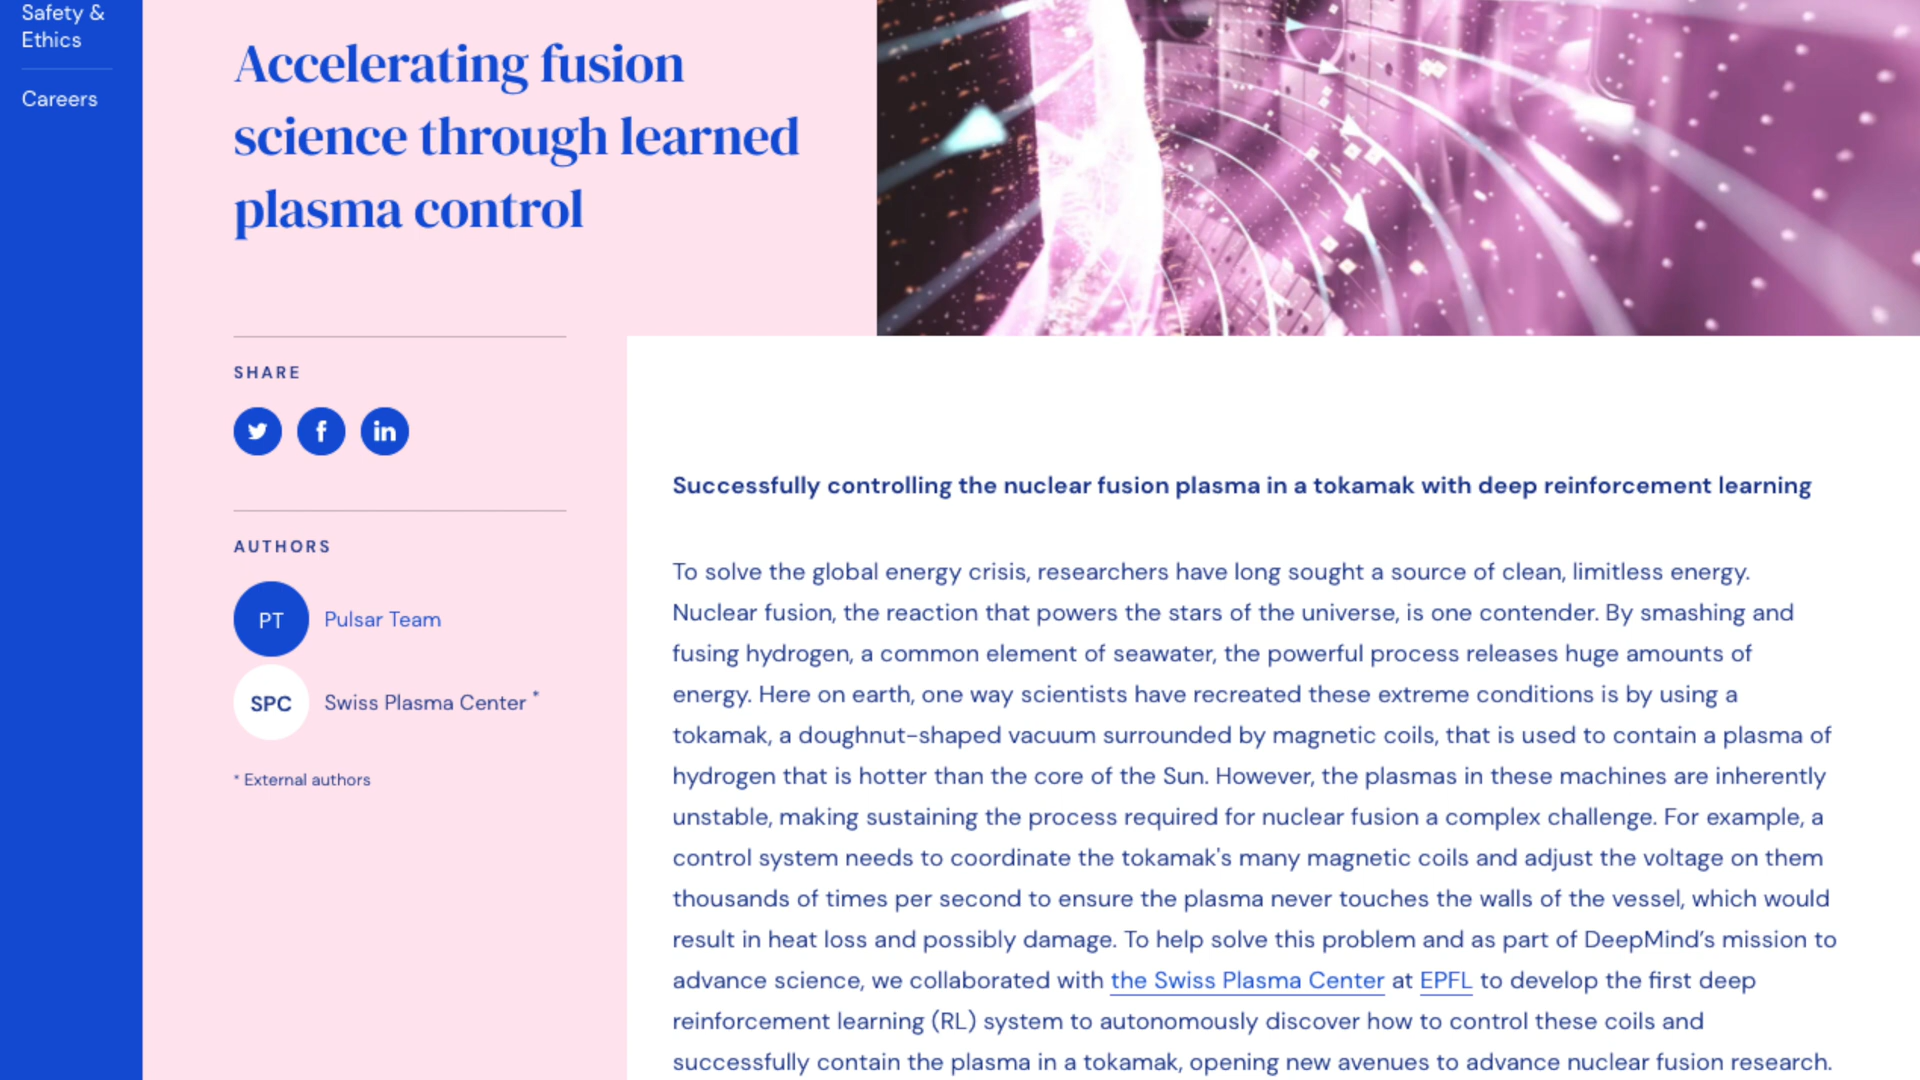 Safety &
Ethics
Careers
Accelerating fusion
science through learned
plasma control
SHARE
f
in
AUTHORS
PT
Pulsar Team
SPC
Swiss Plasma Center *
* External authors
Successfully controlling the nuclear fusion plasma in a tokamak with deep reinforcement learning
To solve the global energy crisis, researchers have long sought a source of clean, limitless energy.
Nuclear fusion, the reaction that powers the stars of the universe, is one contender. By smashing and
fusing hydrogen, a common element of seawater, the powerful process releases huge amounts of
energy. Here on earth, one way scientists have recreated these extreme conditions is by using a
tokamak, a doughnut-shaped vacuum surrounded by magnetic coils, that is used to contain a plasma of
hydrogen that is hotter than the core of the Sun. However, the plasmas in these machines are inherently
unstable, making sustaining the process required for nuclear fusion a complex challenge. For example, a
control system needs to coordinate the tokamak's many magnetic coils and adjust the voltage on them
thousands of times per second to ensure the plasma never touches the walls of the vessel, which would
result in heat loss and possibly damage. To help solve this problem and as part of DeepMind’s mission to
advance science, we collaborated with the Swiss Plasma Center at EPFL to develop the first deep
reinforcement learning (RL) system to autonomously discover how to control these coils and
successfully contain the plasma in a tokamak, opening new avenues to advance nuclear fusion research.